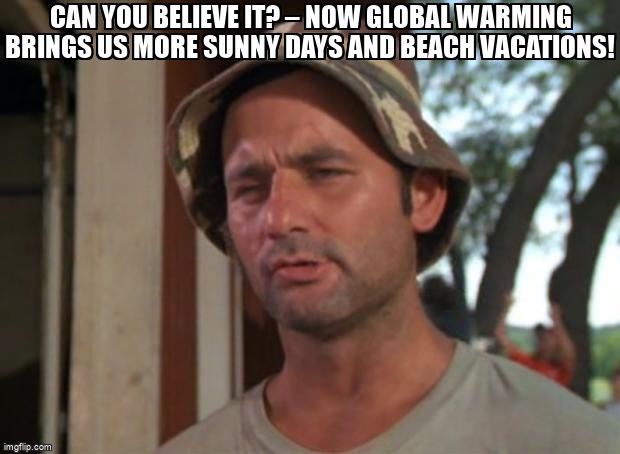 CAN YOU BELIEVE IT? – NOW GLOBAL WARMING
BRINGS US MORE SUNNY DAYS AND BEACH VACATIONS!
imgflip.com